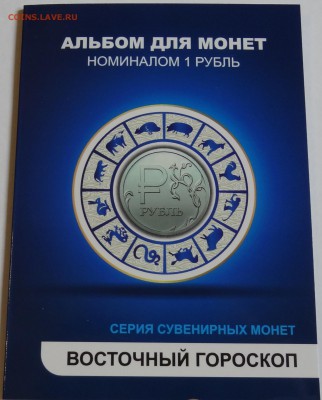 COINS.LAVE.RU
АЛЬБОМ ДЛЯ МОНЕТ
НОМИНАЛОМ 1 РУБЛЬ
РУБЛЬ
СЕРИЯ СУВЕНИРНЫХ МОНЕТ
ВОСТОЧНЫЙ ГОРОСКОП